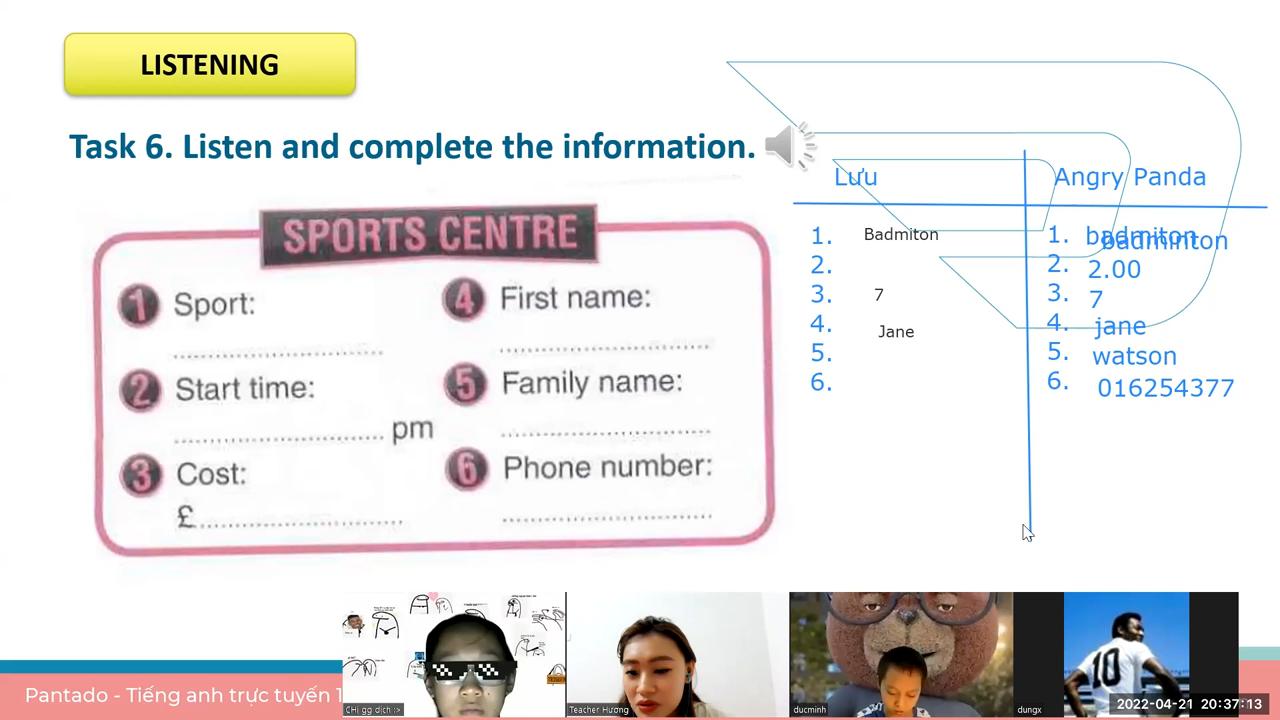 LISTENING
Task 6. Listen and complete the information.
SPORTS CENTRE
1 Sport:
2 Start time:
pm
3 Cost:
£
4 First name:
5 Family name:
6 Phone number:
Lưu
1. Badmiton
2.
3. 7
4. Jane
5.
6.
Angry Panda
1. badmiton
badminton
2. 2.00
3. 7
4. jane
5. watson
6. 016254377
Pantado - Tiếng anh trực tuyến 1
CHỊ gg dịch :>
Teacher Hương
ducminh
dungx
10
2022-04-21 20:37:13